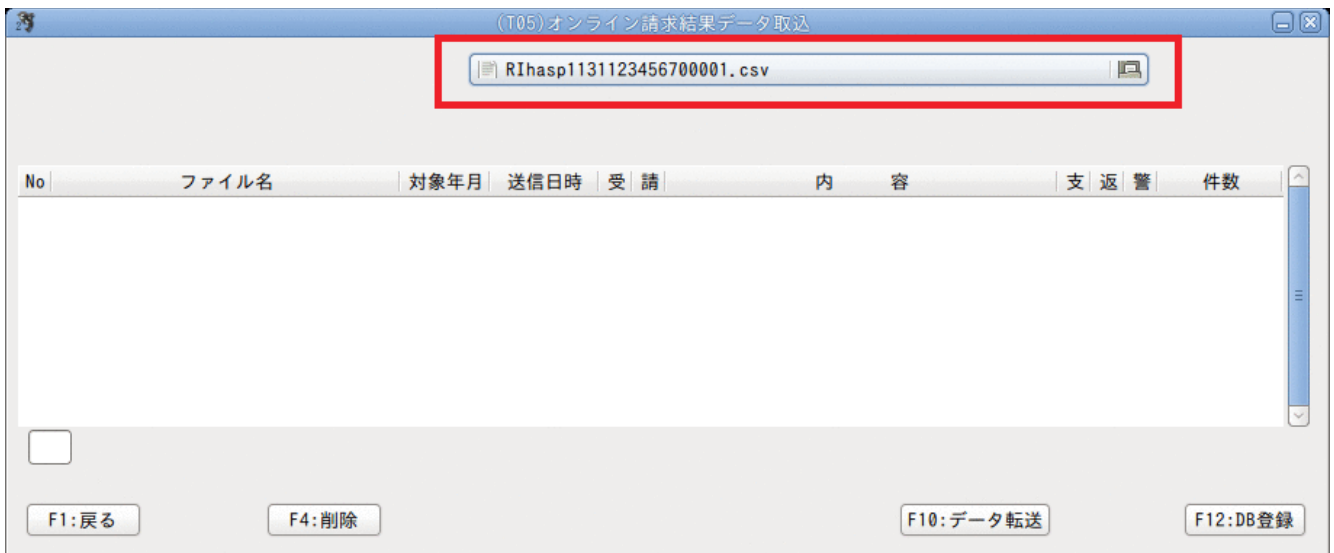 (T05)オンライン請求結果データ取込
RIhasp1131123456700001.csv
No ファイル名 対象年月 送信日時 受 請 内 容 支 返 警 件数
F1:戻る F4:削除 F10:データ転送 F12:DB登録